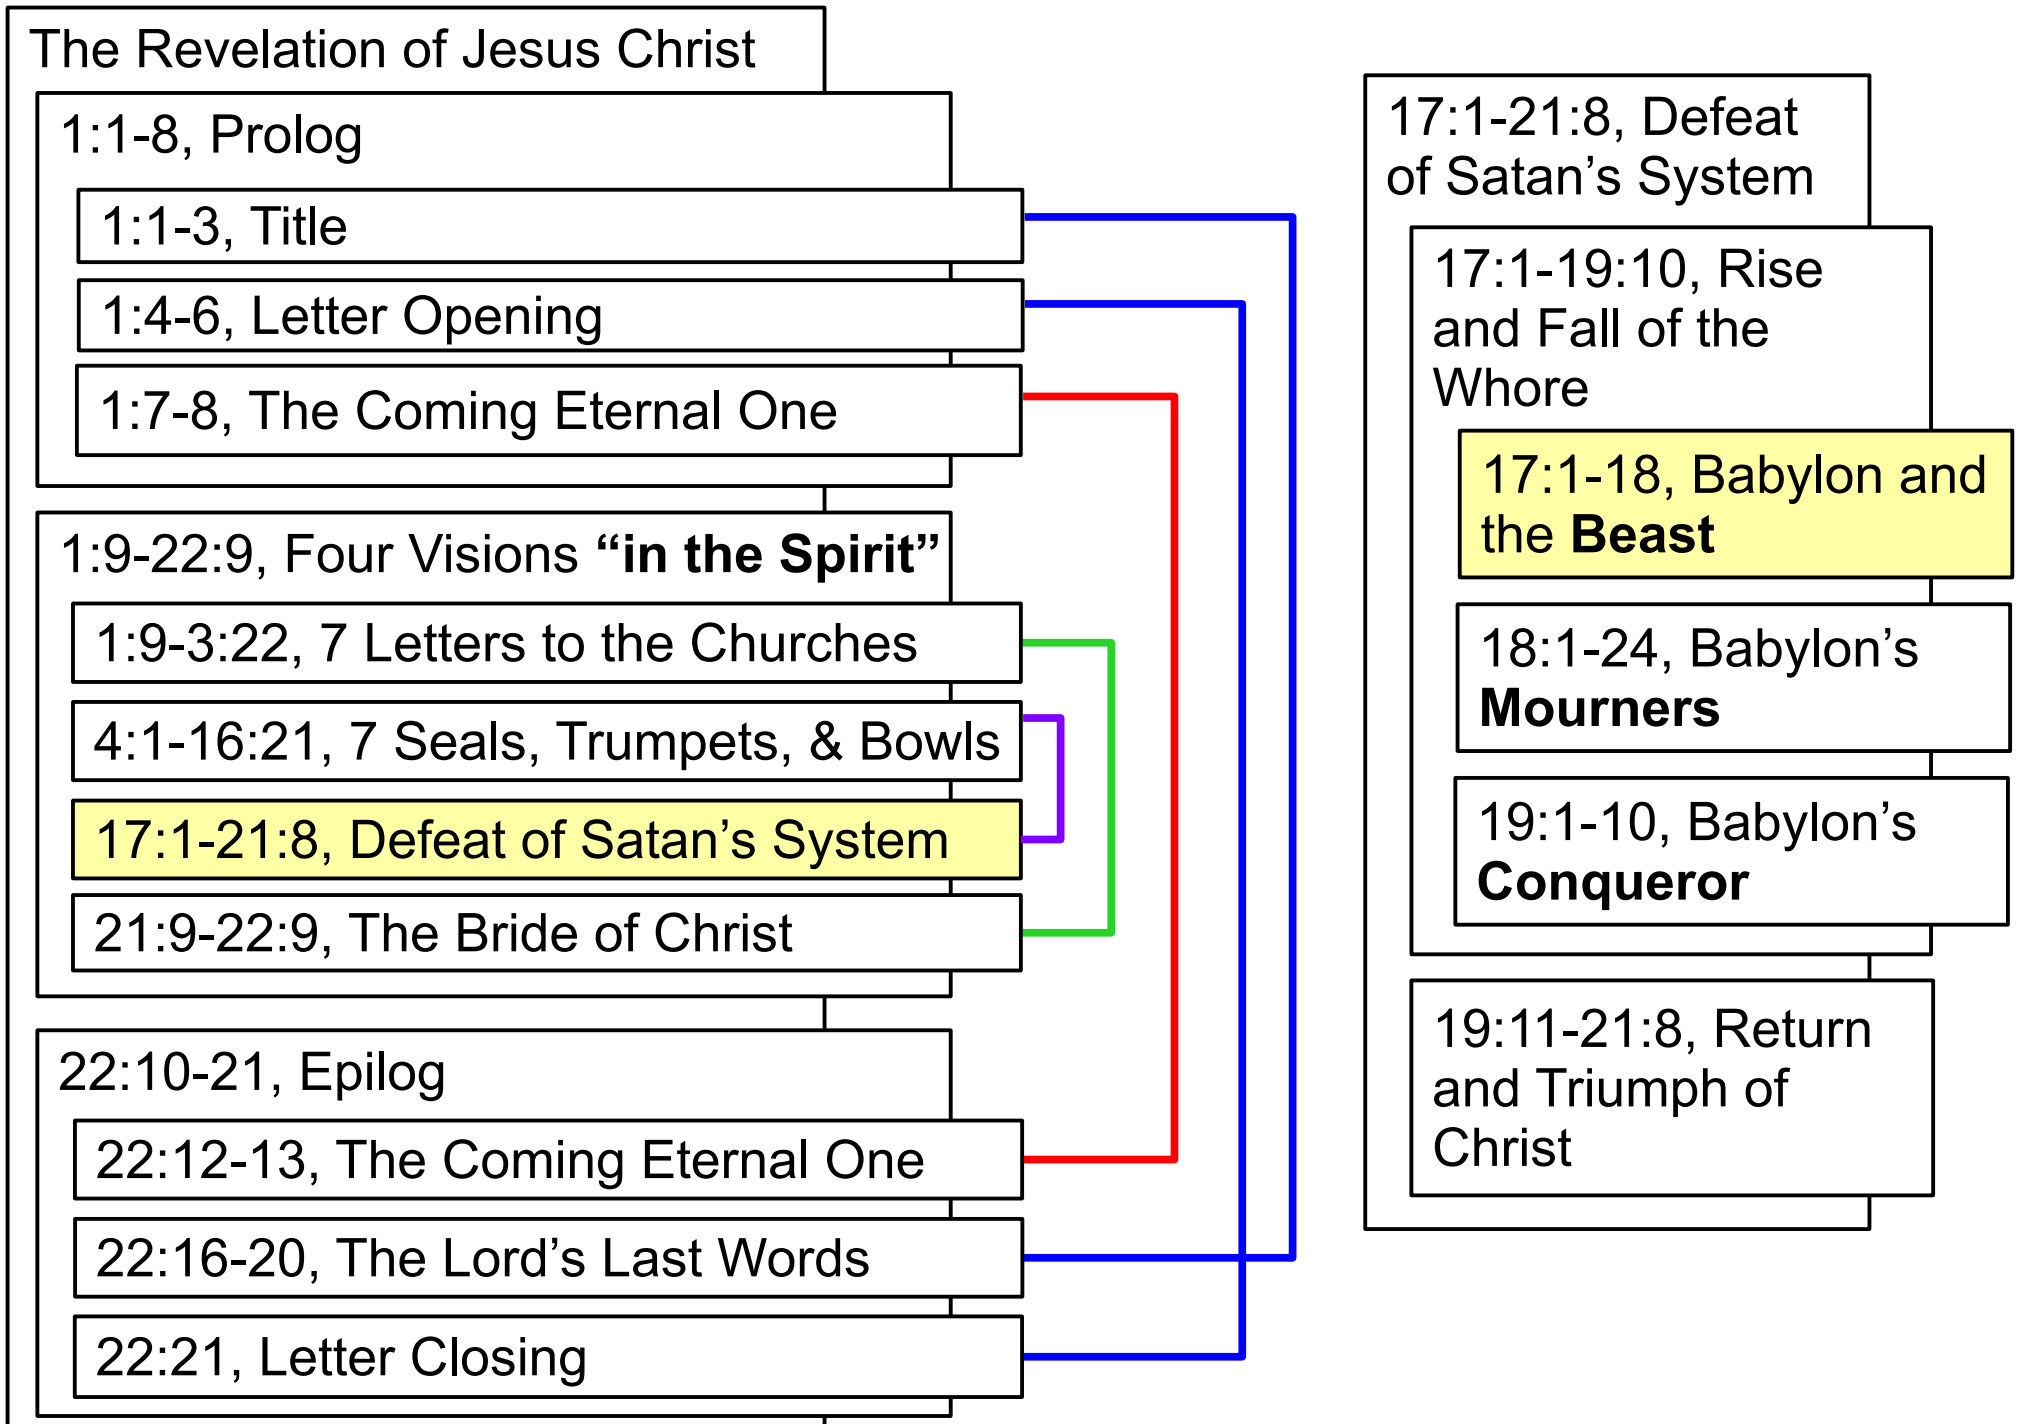 The Revelation of Jesus Christ
1:1-8, Prolog
1:1-3, Title
1:4-6, Letter Opening
1:7-8, The Coming Eternal One
1:9-22:9, Four Visions “in the Spirit”
1:9-3:22, 7 Letters to the Churches
4:1-16:21, 7 Seals, Trumpets, & Bowls
17:1-21:8, Defeat of Satan’s System
21:9-22:9, The Bride of Christ
22:10-21, Epilog
22:12-13, The Coming Eternal One
22:16-20, The Lord’s Last Words
22:21, Letter Closing
17:1-21:8, Defeat
of Satan’s System
17:1-19:10, Rise
and Fall of the
Whore
17:1-18, Babylon and
the Beast
18:1-24, Babylon’s
Mourners
19:1-10, Babylon’s
Conqueror
19:11-21:8, Return
and Triumph of
Christ